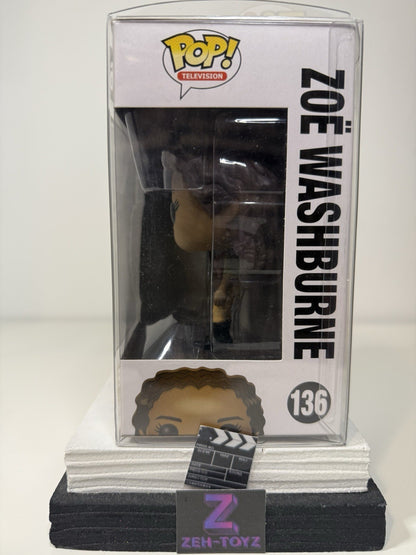 POP!
TELEVISION
ZOË WASHBURNE
136
Z
ZEH-TOYZ